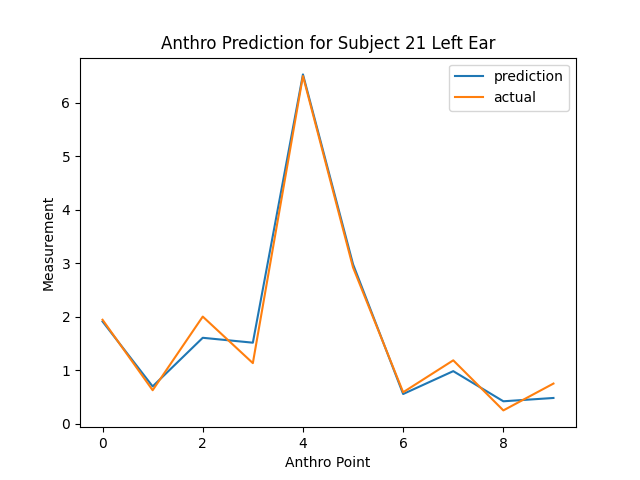 Anthro Prediction for Subject 21 Left Ear
prediction
actual
6
5
4
3
2
1
0
Measurement
0 2 4 6 8
Anthro Point